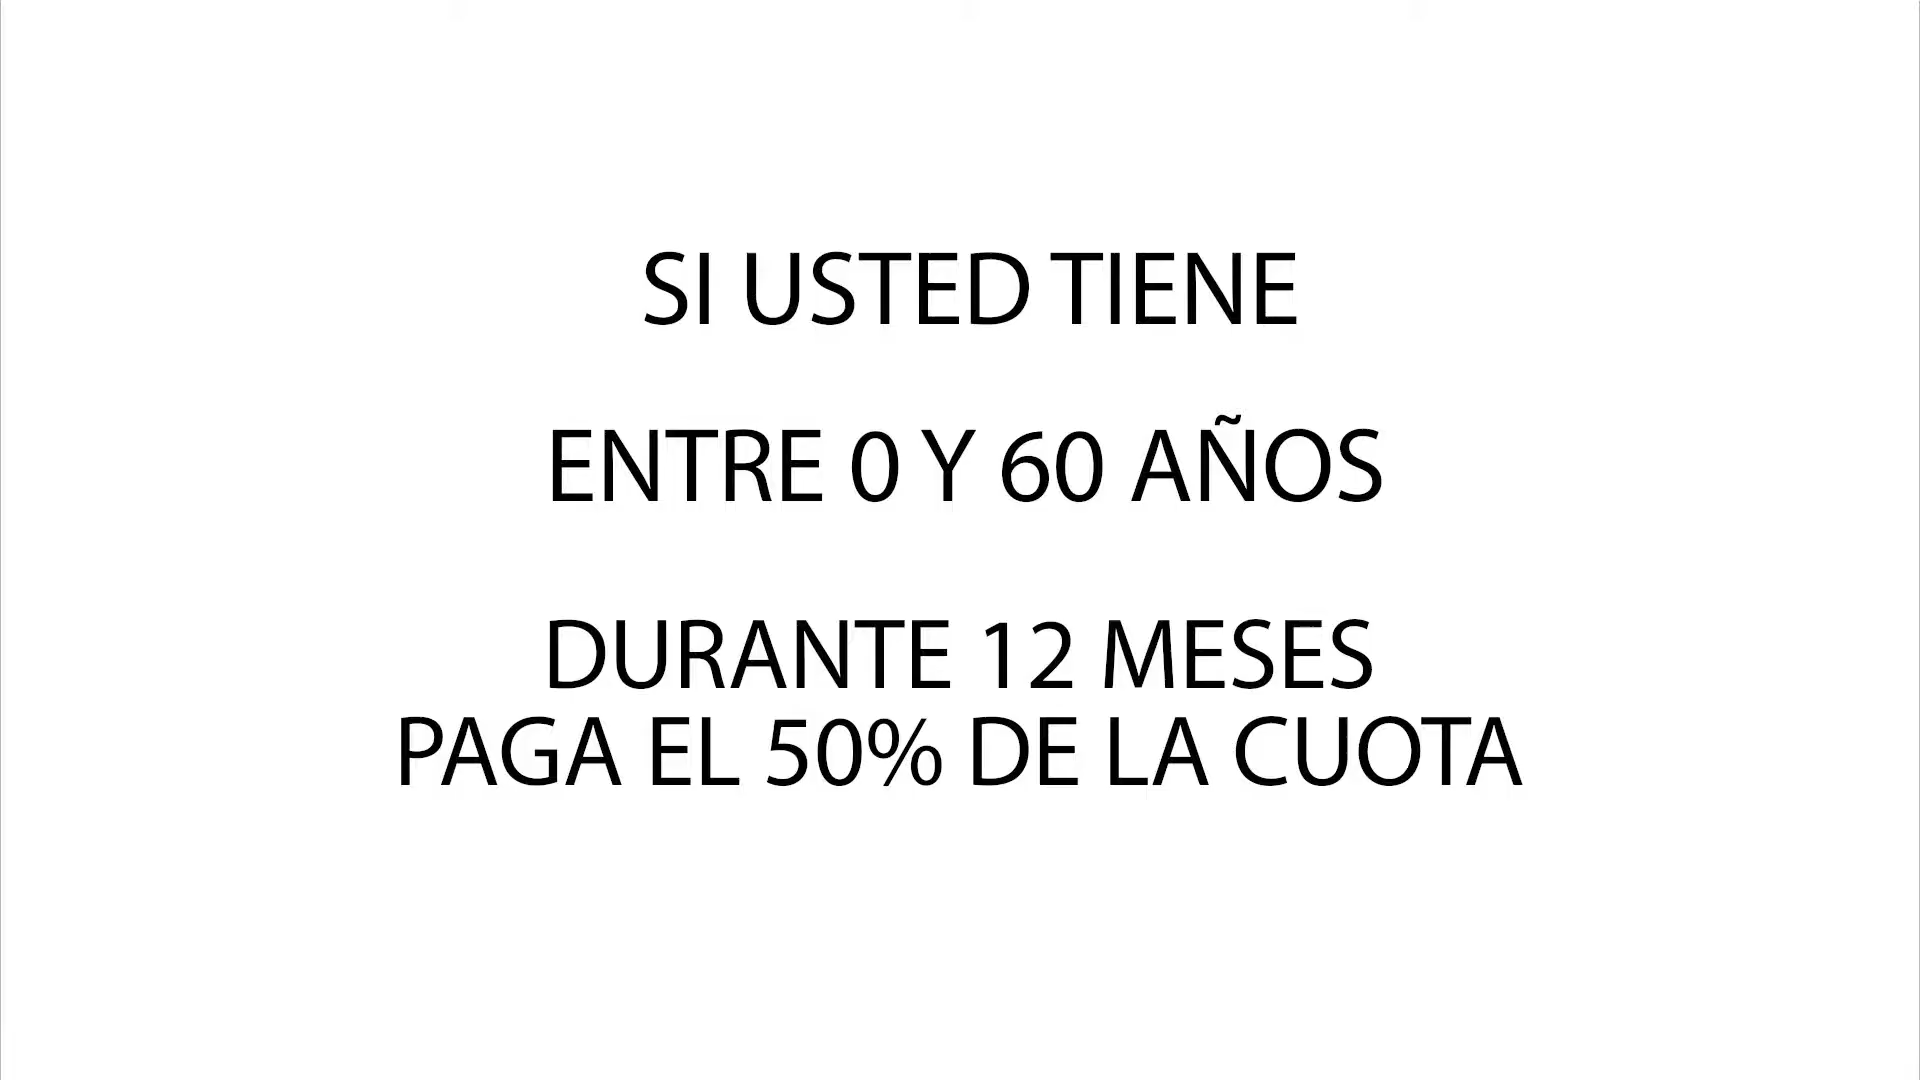 SI USTED TIENE
ENTRE 0 Y 60 AÑOS
DURANTE 12 MESES
PAGA EL 50% DE LA CUOTA